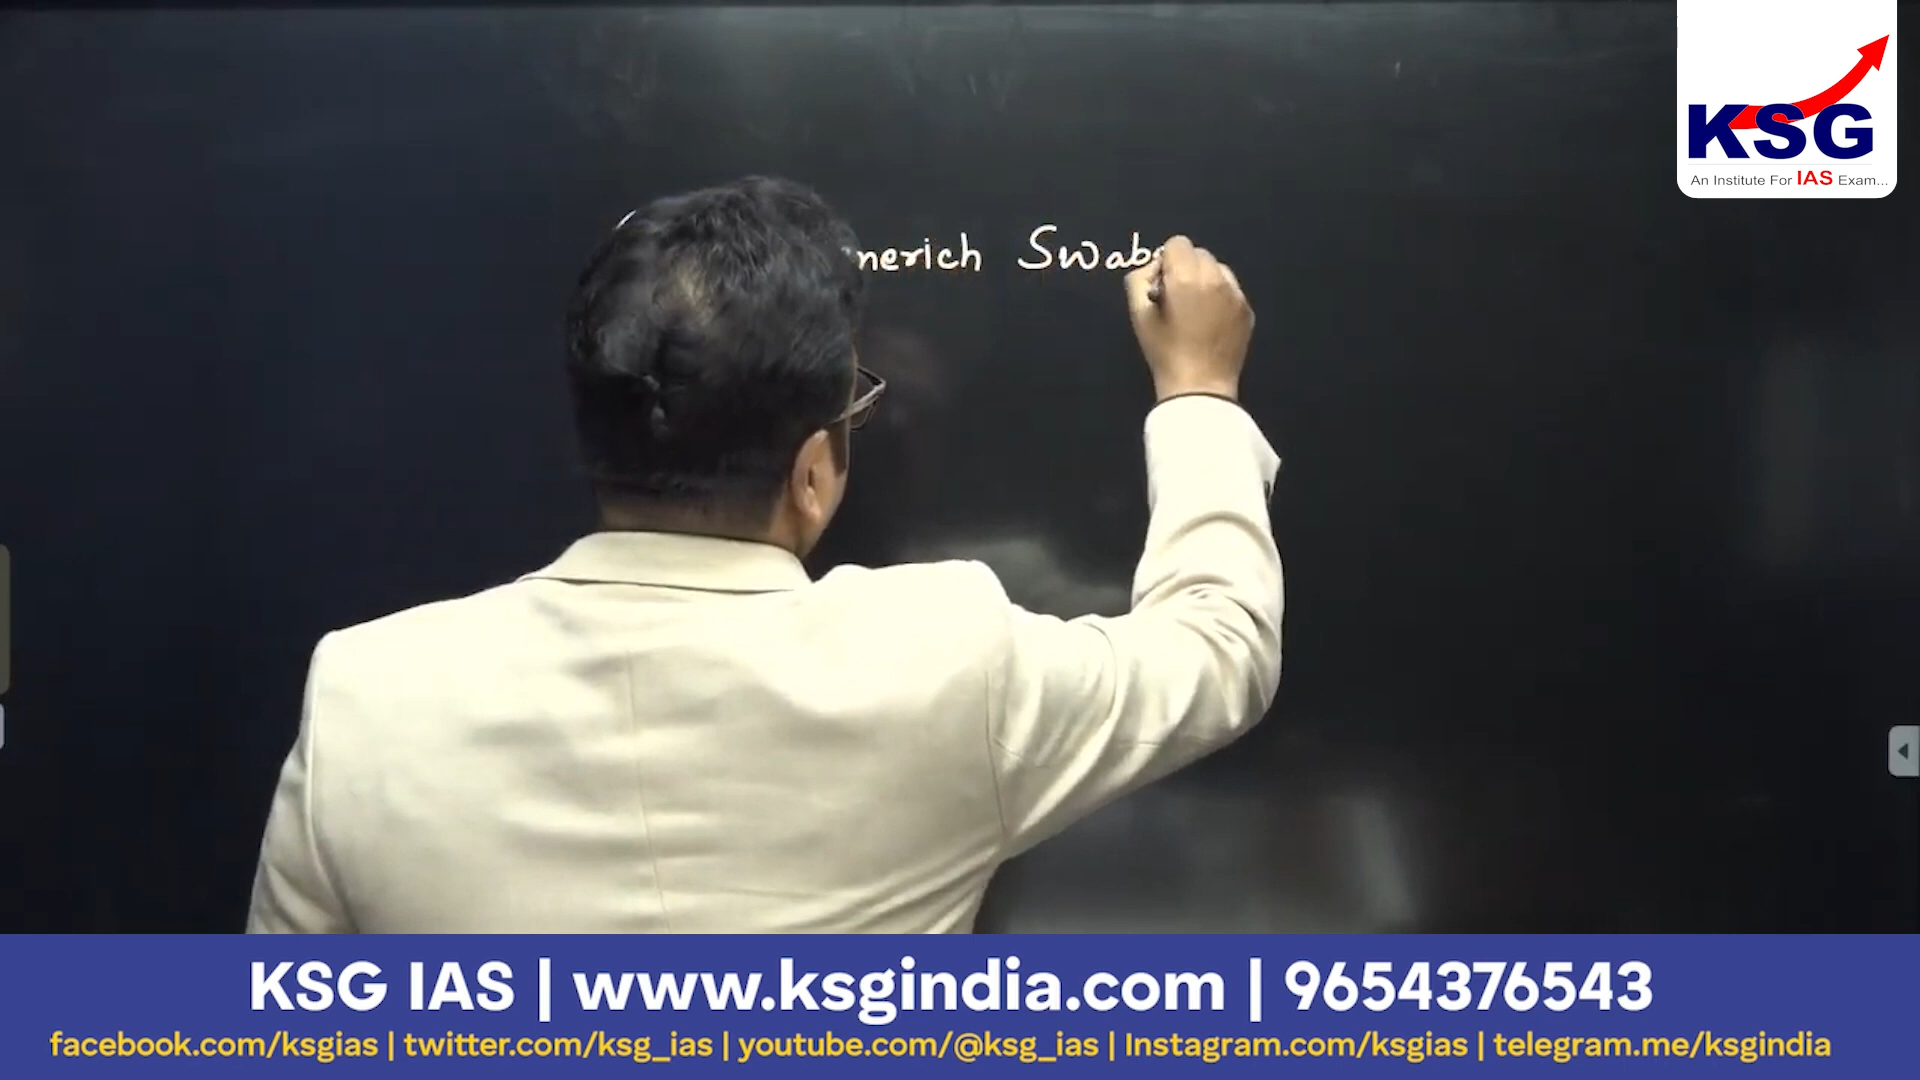 KSG
An Institute For IAS Exam...
nerich Swab
KSG IAS | www.ksgindia.com | 9654376543
facebook.com/ksgias | twitter.com/ksg_ias | youtube.com/@ksg_ias | Instagram.com/ksgias | telegram.me/ksgindia